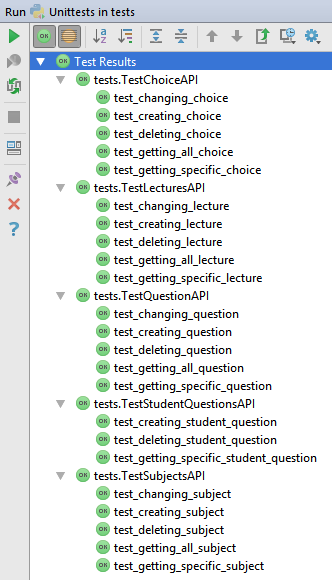 Run Unittests in tests
Test Results
tests.TestChoiceAPI
test_changing_choice
test_creating_choice
test_deleting_choice
test_getting_all_choice
test_getting_specific_choice
tests.TestLecturesAPI
test_changing_lecture
test_creating_lecture
test_deleting_lecture
test_getting_all_lecture
test_getting_specific_lecture
tests.TestQuestionAPI
test_changing_question
test_creating_question
test_deleting_question
test_getting_all_question
test_getting_specific_question
tests.TestStudentQuestionsAPI
test_creating_student_question
test_deleting_student_question
test_getting_specific_student_question
tests.TestSubjectsAPI
test_changing_subject
test_creating_subject
test_deleting_subject
test_getting_all_subject
test_getting_specific_subject